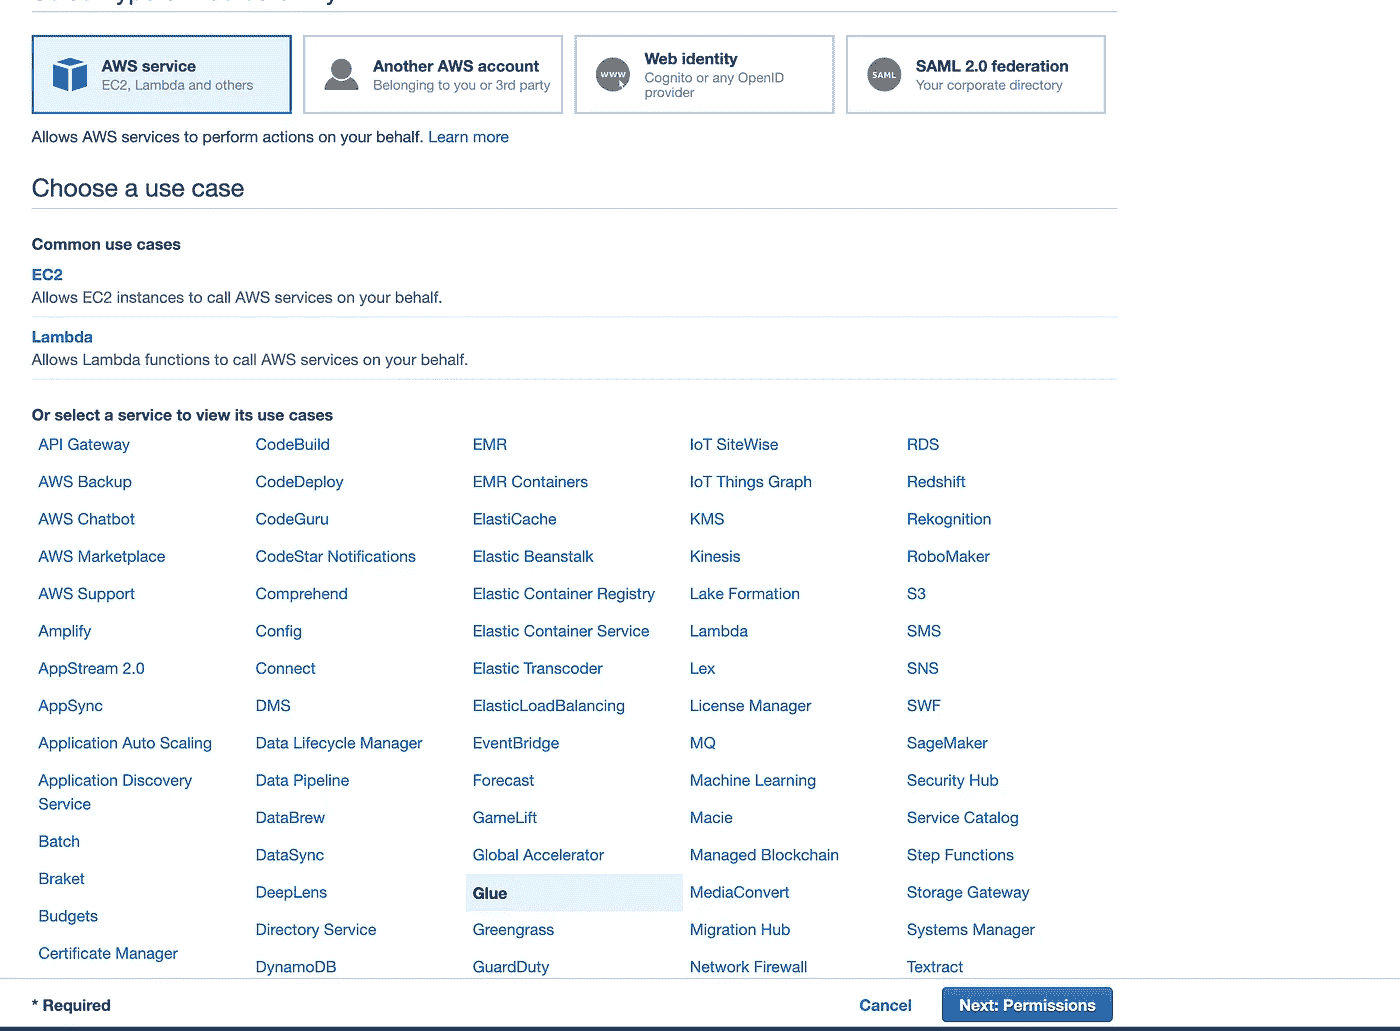 AWS service
EC2, Lambda and others
Another AWS account
Belonging to you or 3rd party
www
Web identity
Cognito or any OpenID
provider
SAML
SAML 2.0 federation
Your corporate directory
Allows AWS services to perform actions on your behalf. Learn more
Choose a use case
Common use cases
EC2
Allows EC2 instances to call AWS services on your behalf.
Lambda
Allows Lambda functions to call AWS services on your behalf.
Or select a service to view its use cases
API Gateway
AWS Backup
AWS Chatbot
AWS Marketplace
AWS Support
Amplify
AppStream 2.0
AppSync
Application Auto Scaling
Application Discovery
Service
Batch
Braket
Budgets
Certificate Manager
CodeBuild
CodeDeploy
CodeGuru
CodeStar Notifications
Comprehend
Config
Connect
DMS
Data Lifecycle Manager
Data Pipeline
DataBrew
DataSync
DeepLens
Directory Service
DynamoDB
EMR
EMR Containers
ElastiCache
Elastic Beanstalk
Elastic Container Registry
Elastic Container Service
Elastic Transcoder
ElasticLoadBalancing
EventBridge
Forecast
GameLift
Global Accelerator
Glue
Greengrass
GuardDuty
IoT SiteWise
IoT Things Graph
KMS
Kinesis
Lake Formation
Lambda
Lex
License Manager
MQ
Machine Learning
Macie
Managed Blockchain
MediaConvert
Migration Hub
Network Firewall
RDS
Redshift
Rekognition
RoboMaker
S3
SMS
SNS
SWF
SageMaker
Security Hub
Service Catalog
Step Functions
Storage Gateway
Systems Manager
Textract
* Required
Cancel
Next: Permissions